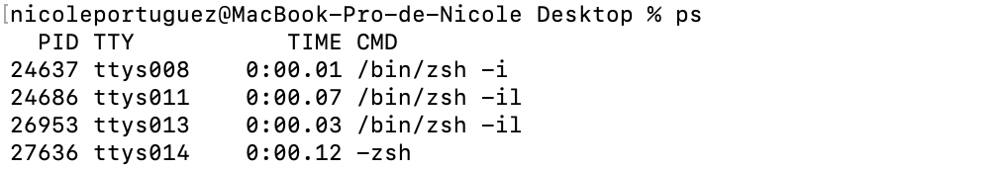 [nicoleportuguez@MacBook-Pro-de-Nicole Desktop % ps
  PID TTY           TIME CMD
24637 ttys008    0:00.01 /bin/zsh -i
24686 ttys011    0:00.07 /bin/zsh -il
26953 ttys013    0:00.03 /bin/zsh -il
27636 ttys014    0:00.12 -zsh